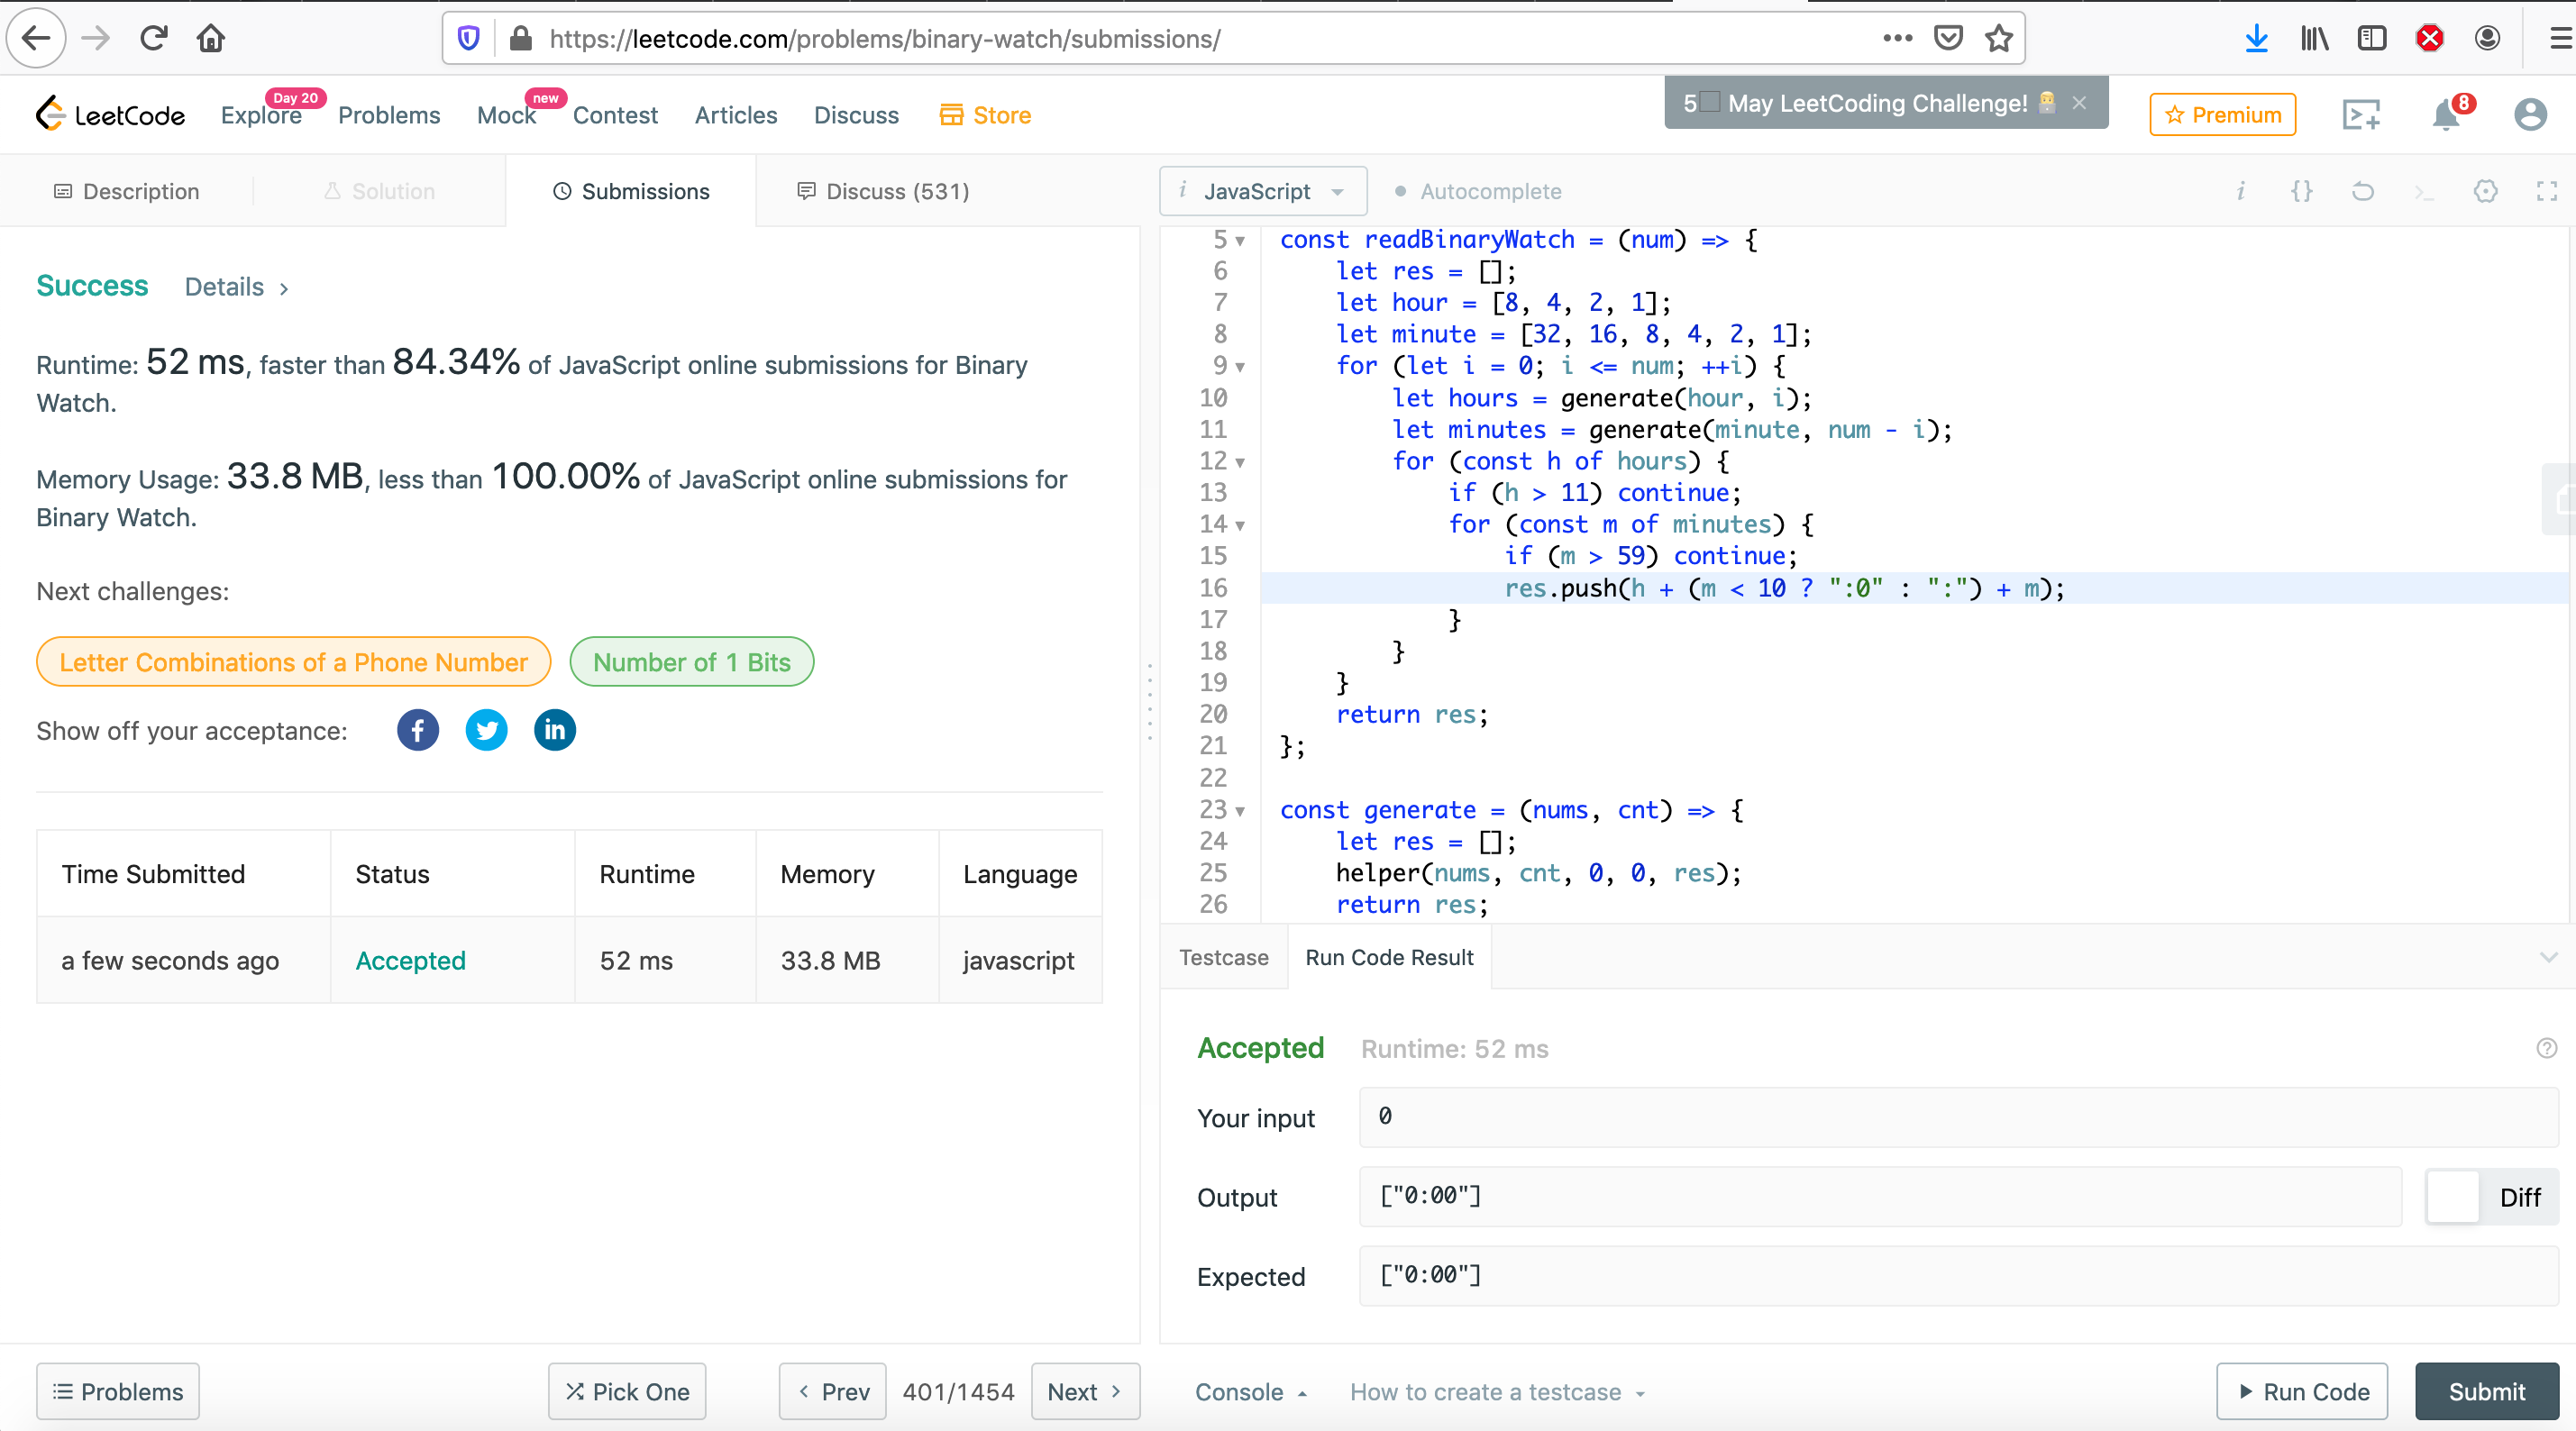 https://leetcode.com/problems/binary-watch/submissions/
LeetCode
Explore
Day 20
Problems
Mock
new
Contest
Articles
Discuss
Store
5 May LeetCoding Challenge!
Premium
8
Description
Solution
Submissions
Discuss (531)
i JavaScript
Autocomplete
Success Details >
Runtime: 52 ms, faster than 84.34% of JavaScript online submissions for Binary
Watch.
Memory Usage: 33.8 MB, less than 100.00% of JavaScript online submissions for
Binary Watch.
Next challenges:
Letter Combinations of a Phone Number
Number of 1 Bits
Show off your acceptance:
Time Submitted Status Runtime Memory Language
a few seconds ago Accepted 52 ms 33.8 MB javascript
5 const readBinaryWatch = (num) => {
6 let res = [];
7 let hour = [8, 4, 2, 1];
8 let minute = [32, 16, 8, 4, 2, 1];
9 for (let i = 0; i <= num; ++i) {
10 let hours = generate(hour, i);
11 let minutes = generate(minute, num - i);
12 for (const h of hours) {
13 if (h > 11) continue;
14 for (const m of minutes) {
15 if (m > 59) continue;
16 res.push(h + (m < 10 ? ":0" : ":") + m);
17 }
18 }
19 }
20 return res;
21 };
22
23 const generate = (nums, cnt) => {
24 let res = [];
25 helper(nums, cnt, 0, 0, res);
26 return res;
Testcase
Run Code Result
Accepted Runtime: 52 ms
Your input 0
Output ["0:00"]
Diff
Expected ["0:00"]
Problems
Pick One
Prev
401/1454
Next
Console
How to create a testcase
Run Code
Submit